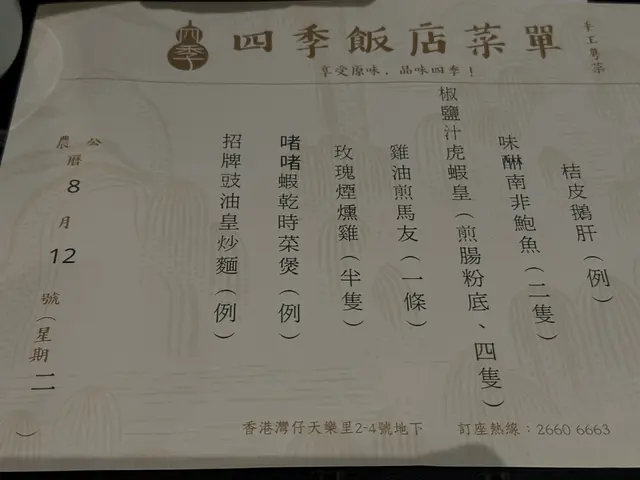 四季
四季飯店菜單
手工粵菜
享受原味，品味四季！
桔皮鵝肝（例）
味醂南非鮑魚（二隻）
椒鹽汁虎蝦皇（煎腸粉底、四隻）
雞油煎馬友（一條）
玫瑰煙燻雞（半隻）
啫啫蝦乾時菜煲（例）
招牌豉油皇炒麵（例）
公
農曆8月12號（星期二）
香港灣仔天樂里2-4號地下
訂座熱線：2660 6663